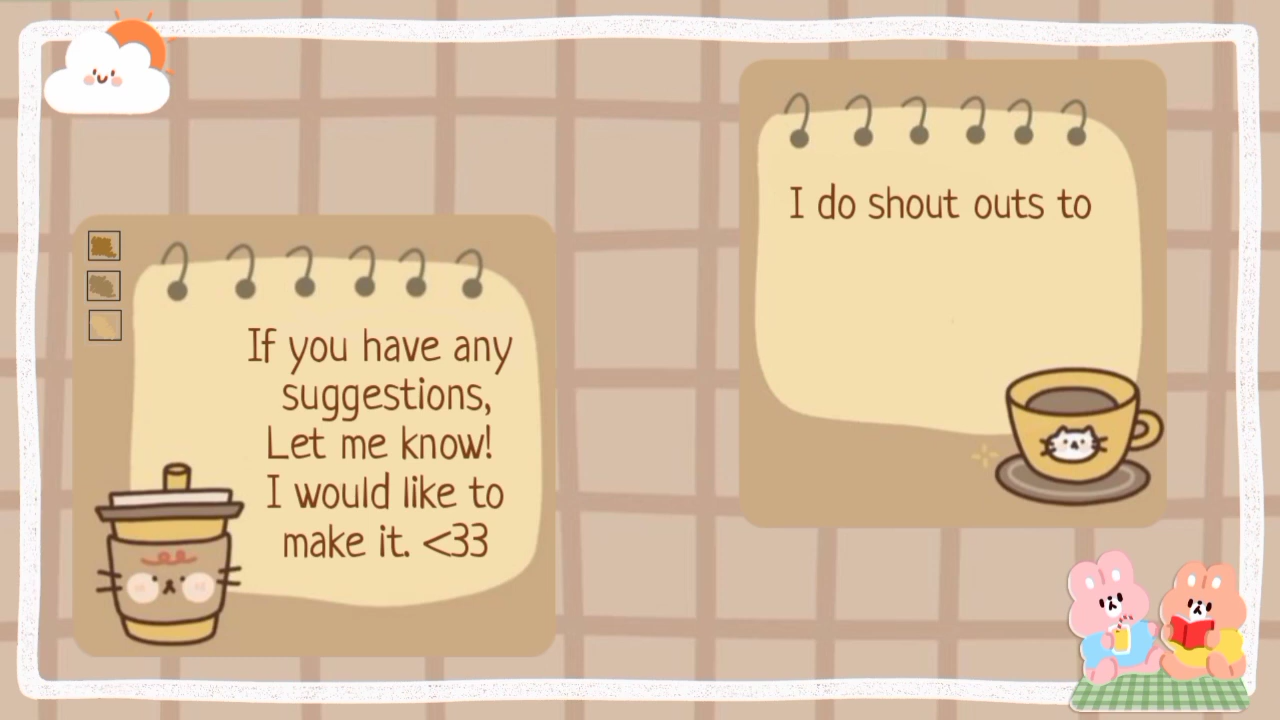 If you have any
suggestions,
Let me know!
I would like to
make it. <33
I do shout outs to